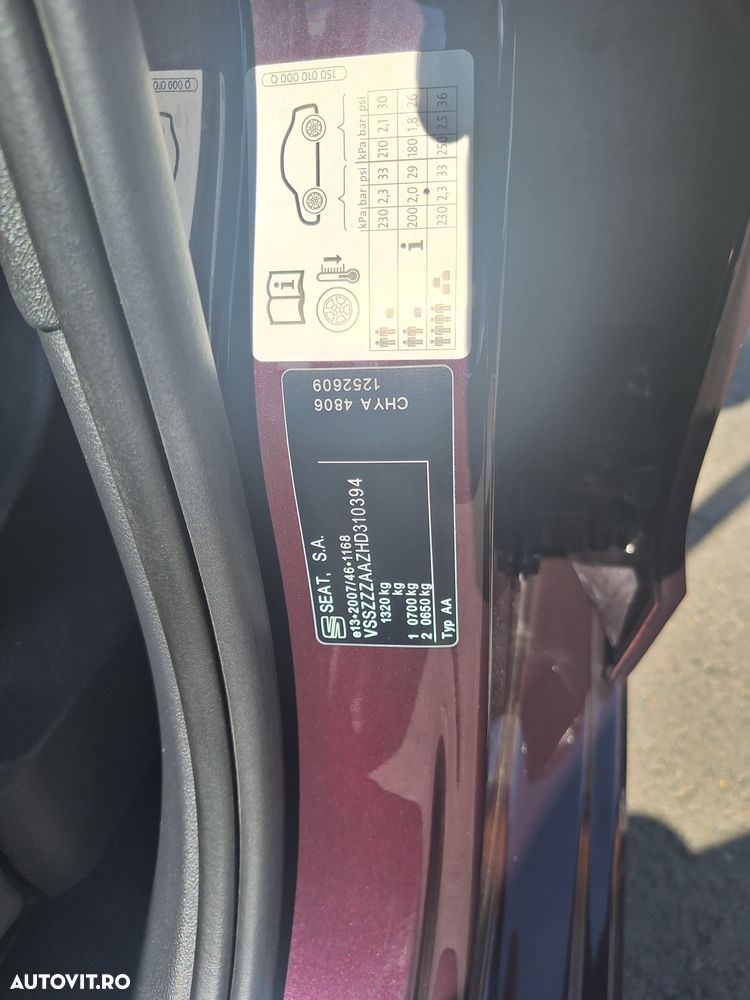 1S0 010 000 Q
kPa bar psi kPa bar psi
230 2,3 33 210 2,1 30
200 2,0 29 180 1,8 26
230 2,3 33 250 2,5 36
CHYA 4806
1252609
SEAT, S.A.
e13*2007/46*1168
VSSZZZAAZHD310394
1320 kg
kg
1 0700 kg
2 0650 kg
Typ AA
AUTOVIT.RO